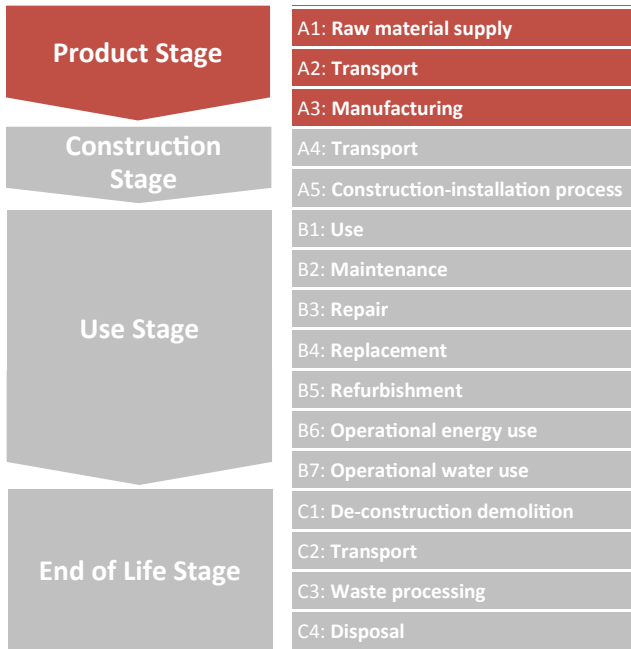 Product Stage
A1: Raw material supply
A2: Transport
A3: Manufacturing
Construction
Stage
A4: Transport
A5: Construction-installation process
Use Stage
B1: Use
B2: Maintenance
B3: Repair
B4: Replacement
B5: Refurbishment
B6: Operational energy use
B7: Operational water use
End of Life Stage
C1: De-construction demolition
C2: Transport
C3: Waste processing
C4: Disposal